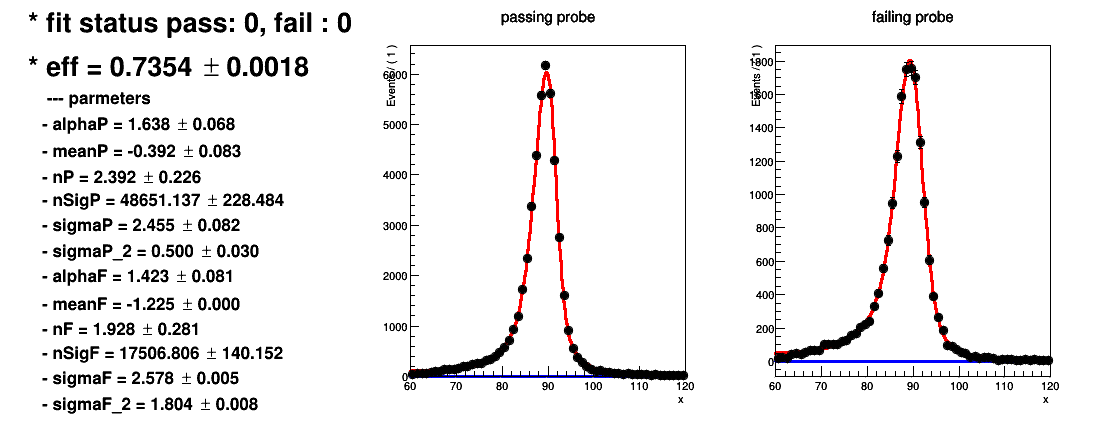 * fit status pass: 0, fail : 0
* eff = 0.7354 ± 0.0018
--- parmeters
- alphaP = 1.638 ± 0.068
- meanP = -0.392 ± 0.083
- nP = 2.392 ± 0.226
- nSigP = 48651.137 ± 228.484
- sigmaP = 2.455 ± 0.082
- sigmaP_2 = 0.500 ± 0.030
- alphaF = 1.423 ± 0.081
- meanF = -1.225 ± 0.000
- nF = 1.928 ± 0.281
- nSigF = 17506.806 ± 140.152
- sigmaF = 2.578 ± 0.005
- sigmaF_2 = 1.804 ± 0.008
passing probe
Events / ( 1 )
6000
5000
4000
3000
2000
1000
0
60 70 80 90 100 110 120
x
failing probe
Events / ( 1 )
1800
1600
1400
1200
1000
800
600
400
200
0
60 70 80 90 100 110 120
x